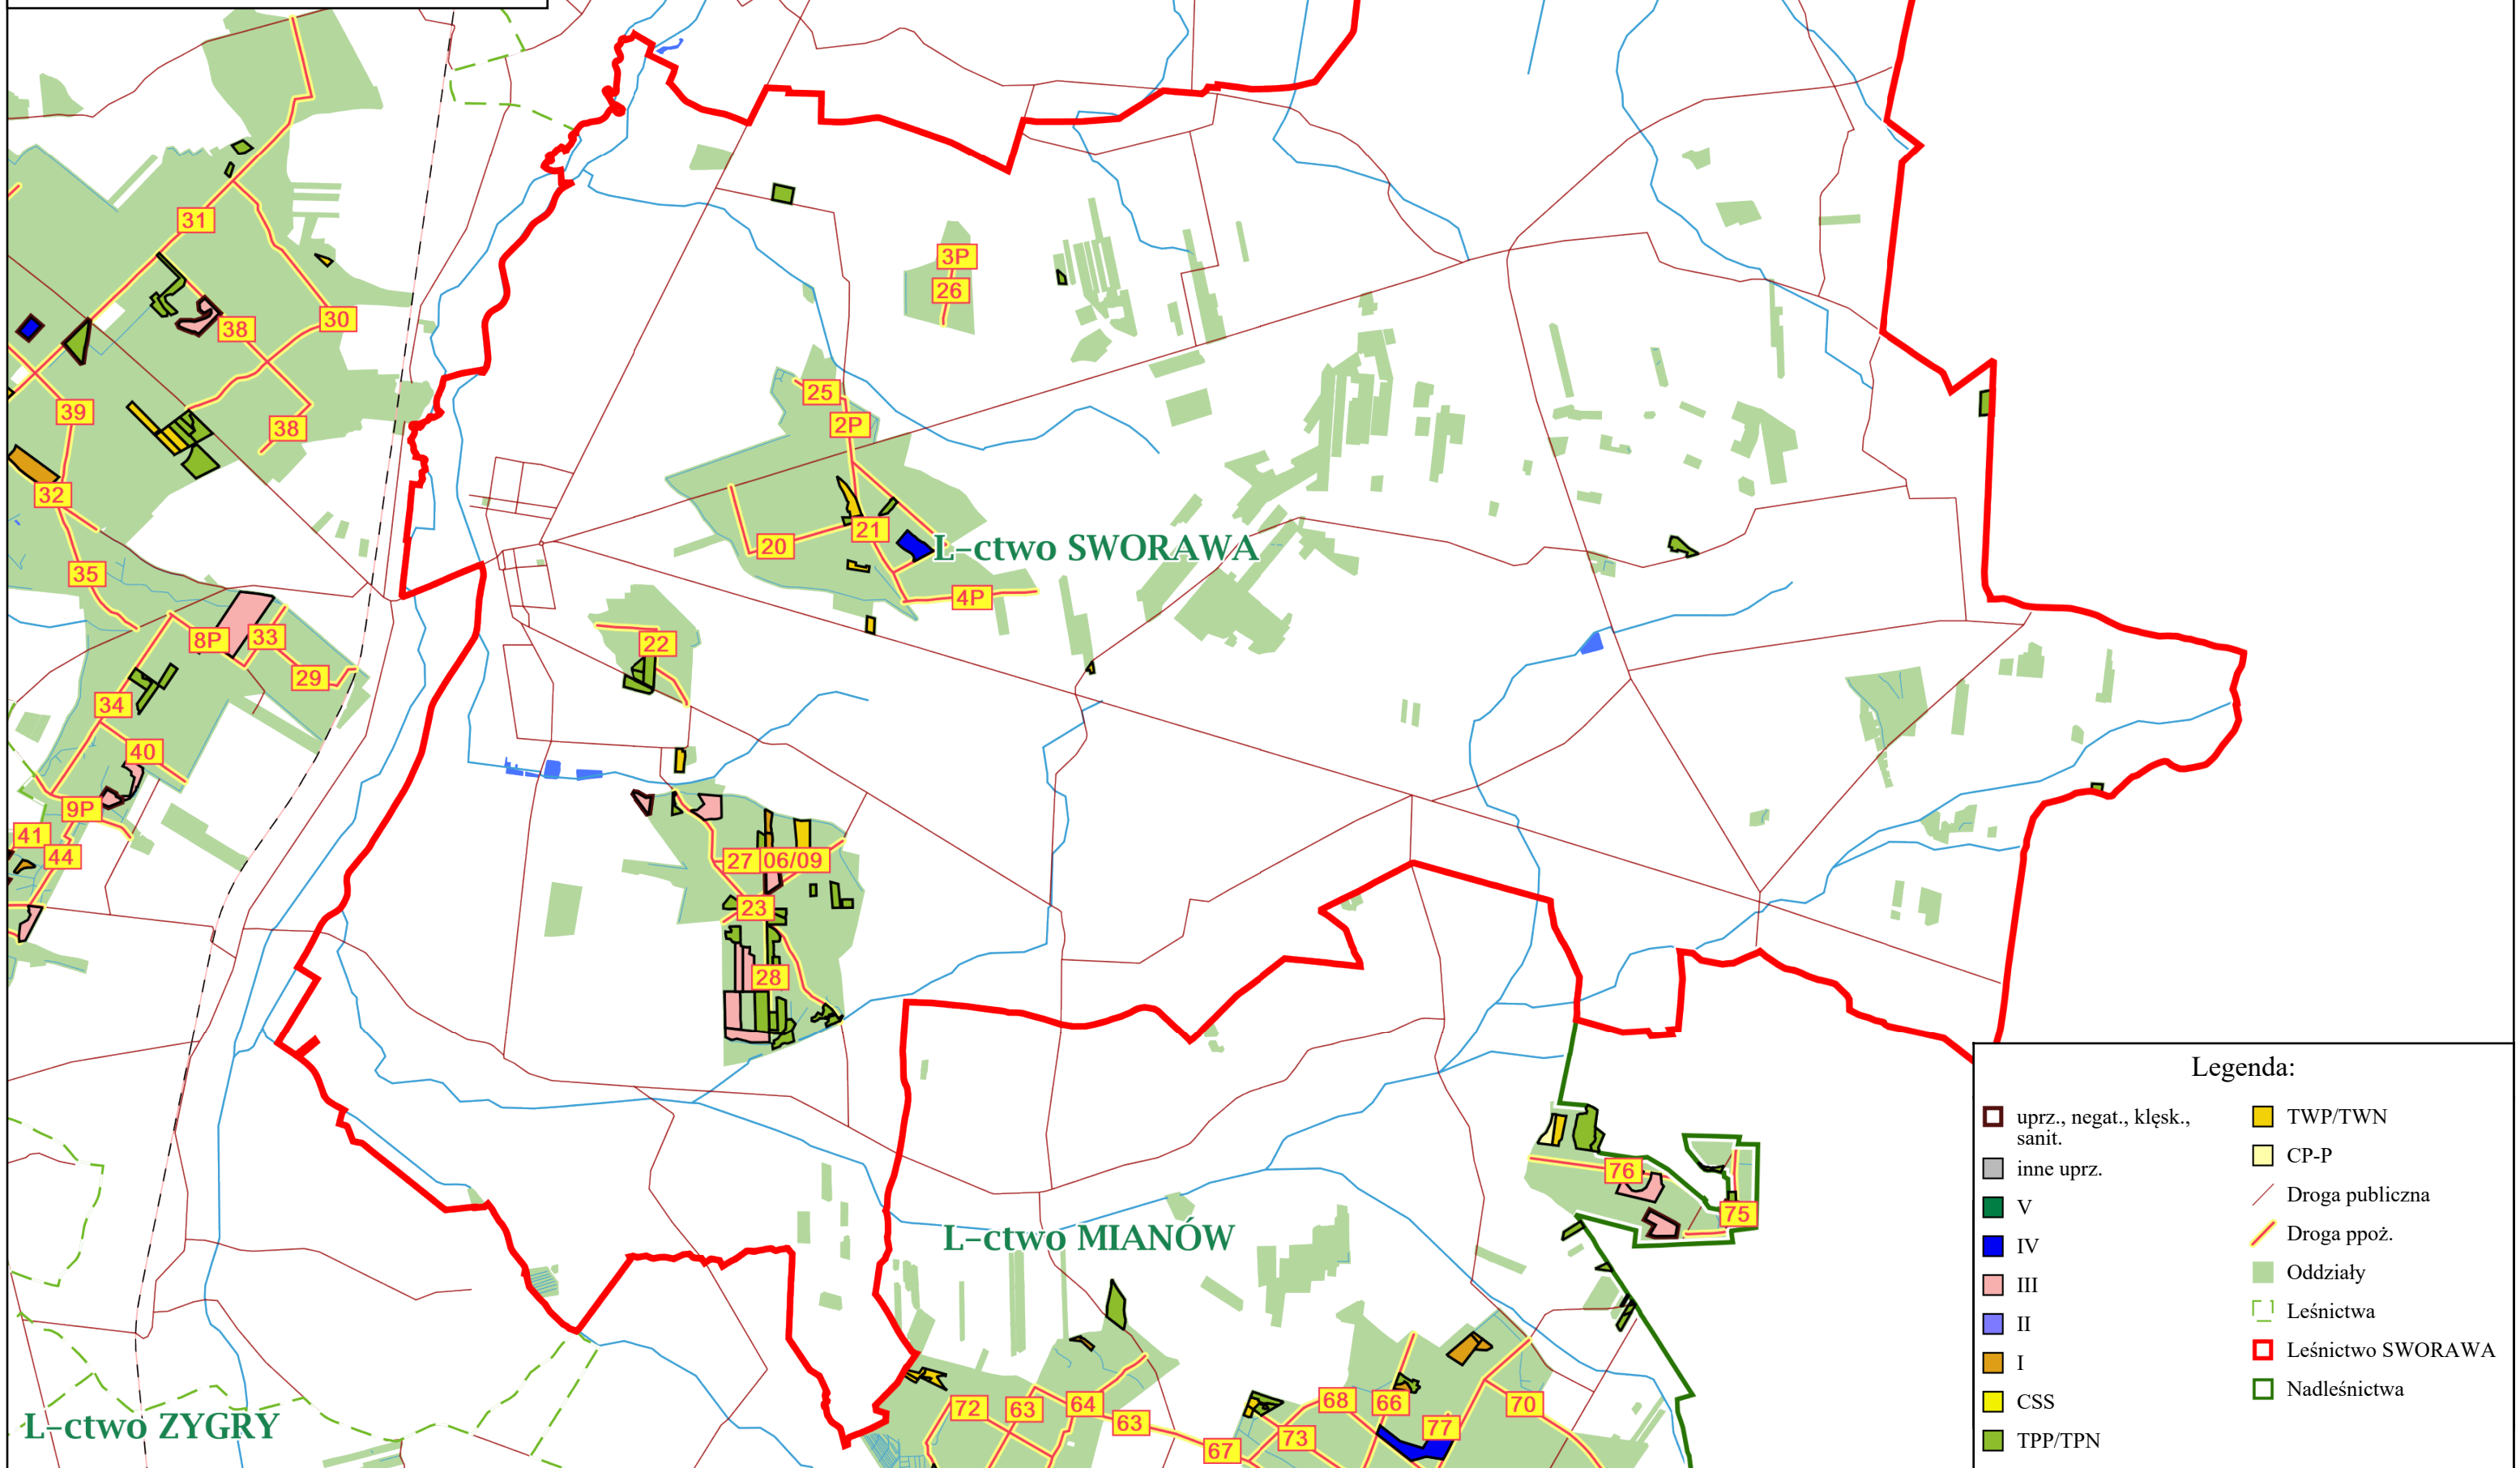 31
3P
26
30
38
25
39
2P
38
32
21
20
L-ctwo SWORAWA
35
4P
8P
33
22
29
34
40
9P
41
44
27
06/09
23
28
76
75
L-ctwo MIANÓW
72
63
64
63
67
73
68
66
77
70
L-ctwo ZYGRY
Legenda:
uprz., negat., klęsk.,
sanit.
inne uprz.
V
IV
III
II
I
CSS
TPP/TPN
TWP/TWN
CP-P
Droga publiczna
Droga ppoż.
Oddziały
Leśnictwa
Leśnictwo SWORAWA
Nadleśnictwa